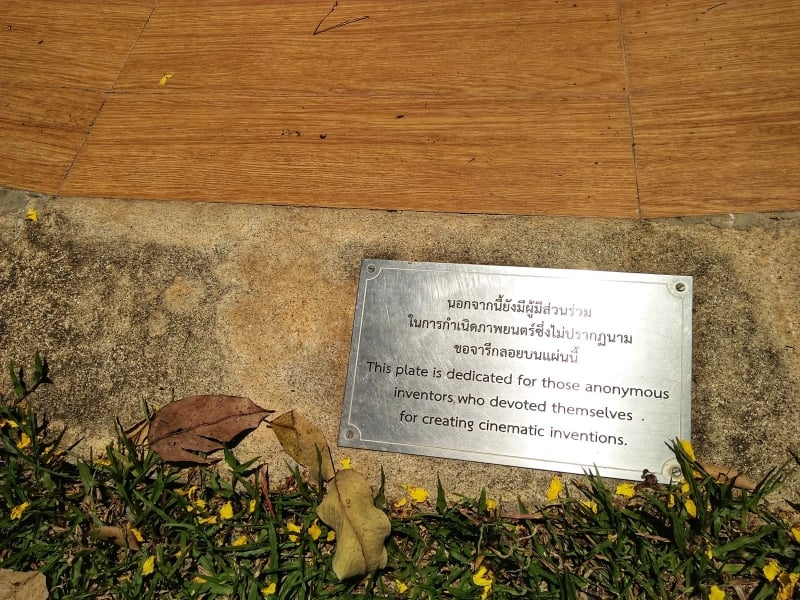 นอกจากนี้ยังมีผู้มีส่วนร่วม
ในการกำเนิดภาพยนตร์ซึ่งไม่ปรากฏนาม
ขอจารึกลอยบนแผ่นนี้
This plate is dedicated for those anonymous
inventors who devoted themselves
for creating cinematic inventions.